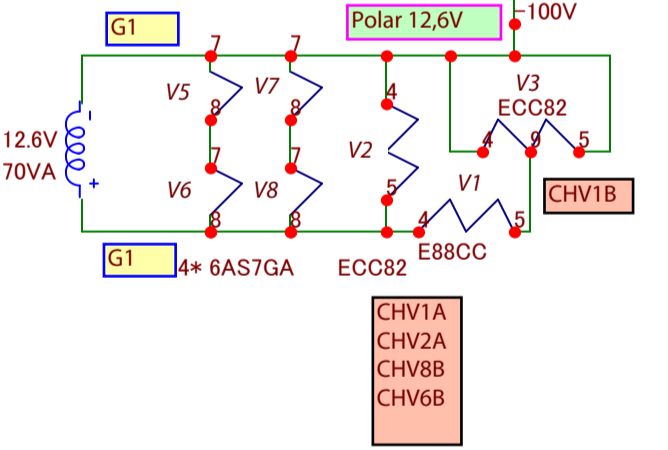 -100V
G1
Polar 12,6V
7
7
V3
V5
V7
4
ECC82
8
8
12.6V
70VA
4
9
5
7
7
V2
V6
V8
5
V1
CHV1B
8
8
4
5
G1
4* 6AS7GA
ECC82
E88CC
CHV1A
CHV2A
CHV8B
CHV6B
-
+